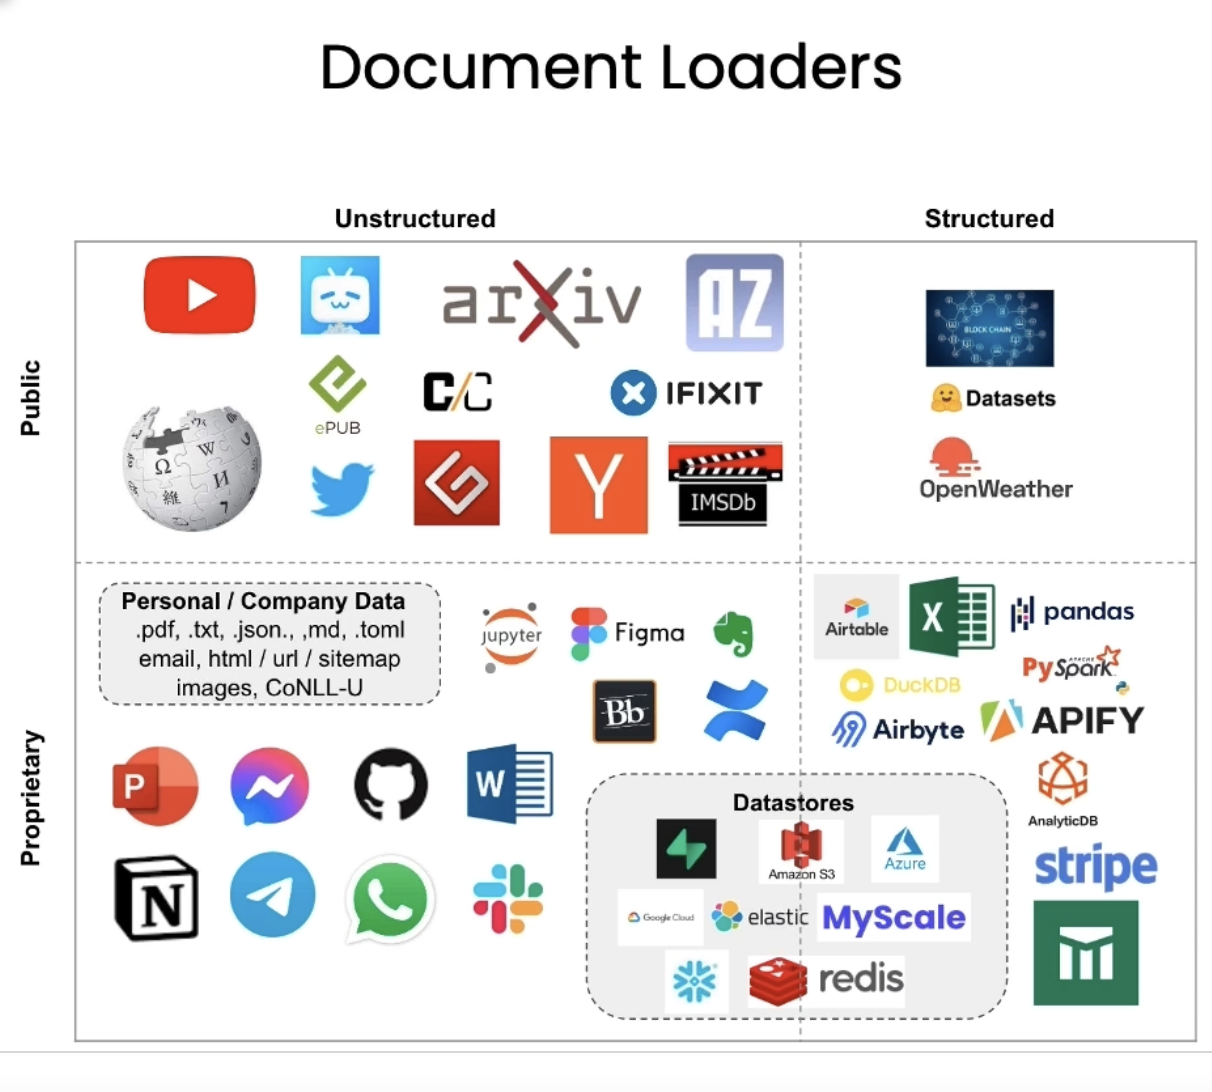 Document Loaders
Unstructured
Structured
Public
arXiv
AZ
BLOCK CHAIN
ePUB
C/C
IFIXIT
Datasets
Ω W И 維
Y
IMSDb
OpenWeather
Proprietary
Personal / Company Data
.pdf, .txt, .json., ,md, .toml
email, html / url / sitemap
images, CoNLL-U
jupyter
Figma
Airtable
X
pandas
APACHE
PySpark
Bb
DuckDB
Airbyte
APIFY
P
W
AnalyticDB
N
Datastores
Amazon S3
Azure
stripe
Google Cloud
elastic
MyScale
redis